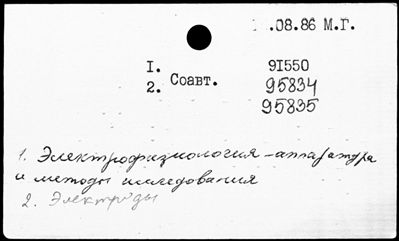 .08.86 М.Г.
I. 91550
2. Соавт. 95834
95835
1. Электрофизиология - аппаратура
и методы исследования
2. Электроды